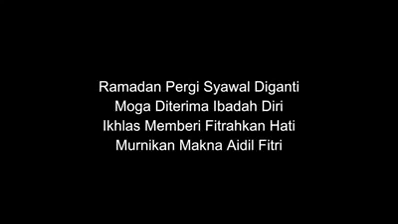 Ramadan Pergi Syawal Diganti
Moga Diterima Ibadah Diri
Ikhlas Memberi Fitrahkan Hati
Murnikan Makna Aidil Fitri